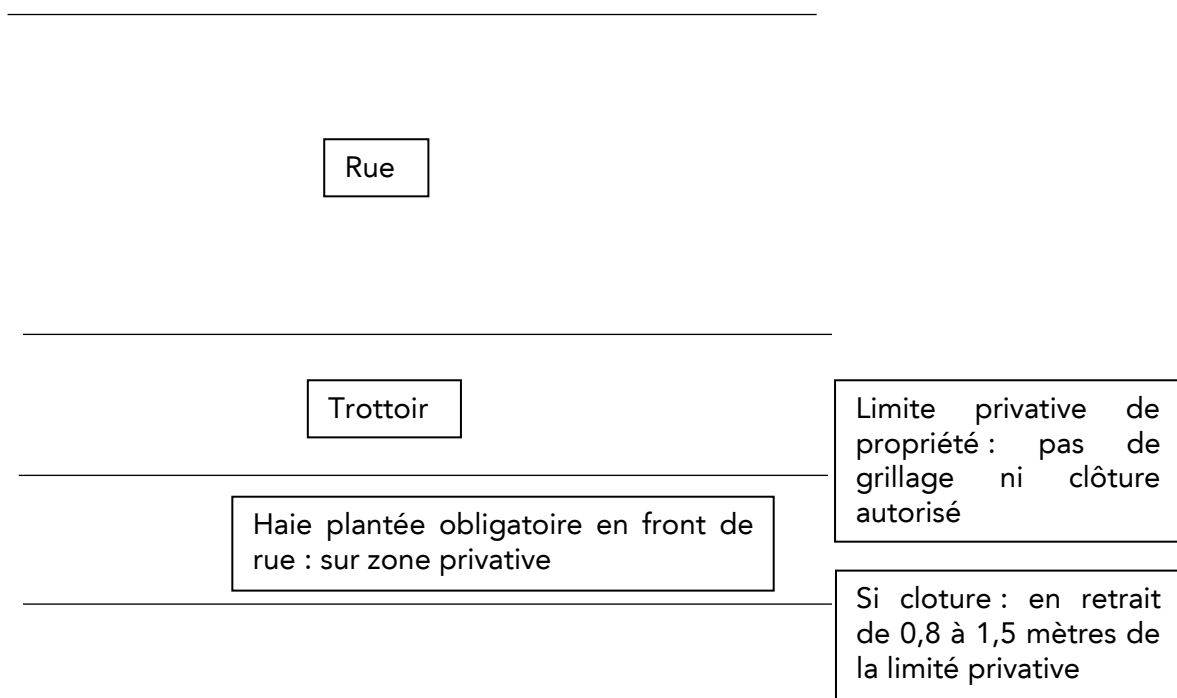 Rue
Trottoir
Limite privative de
propriété : pas de
grillage ni clôture
autorisé
Haie plantée obligatoire en front de
rue : sur zone privative
Si cloture : en retrait
de 0,8 à 1,5 mètres de
la limité privative